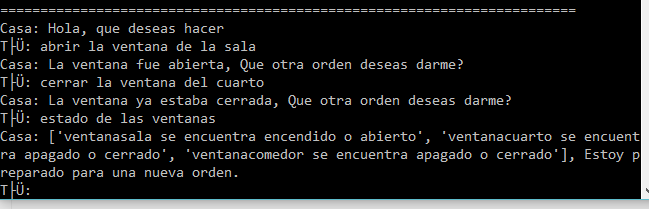 ================================================================================
Casa: Hola, que deseas hacer
T├Ü: abrir la ventana de la sala
Casa: La ventana fue abierta, Que otra orden deseas darme?
T├Ü: cerrar la ventana del cuarto
Casa: La ventana ya estaba cerrada, Que otra orden deseas darme?
T├Ü: estado de las ventanas
Casa: ['ventanasala se encuentra encendido o abierto', 'ventanacuarto se encuent
ra apagado o cerrado', 'ventanacomedor se encuentra apagado o cerrado'], Estoy p
reparado para una nueva orden.
T├Ü: